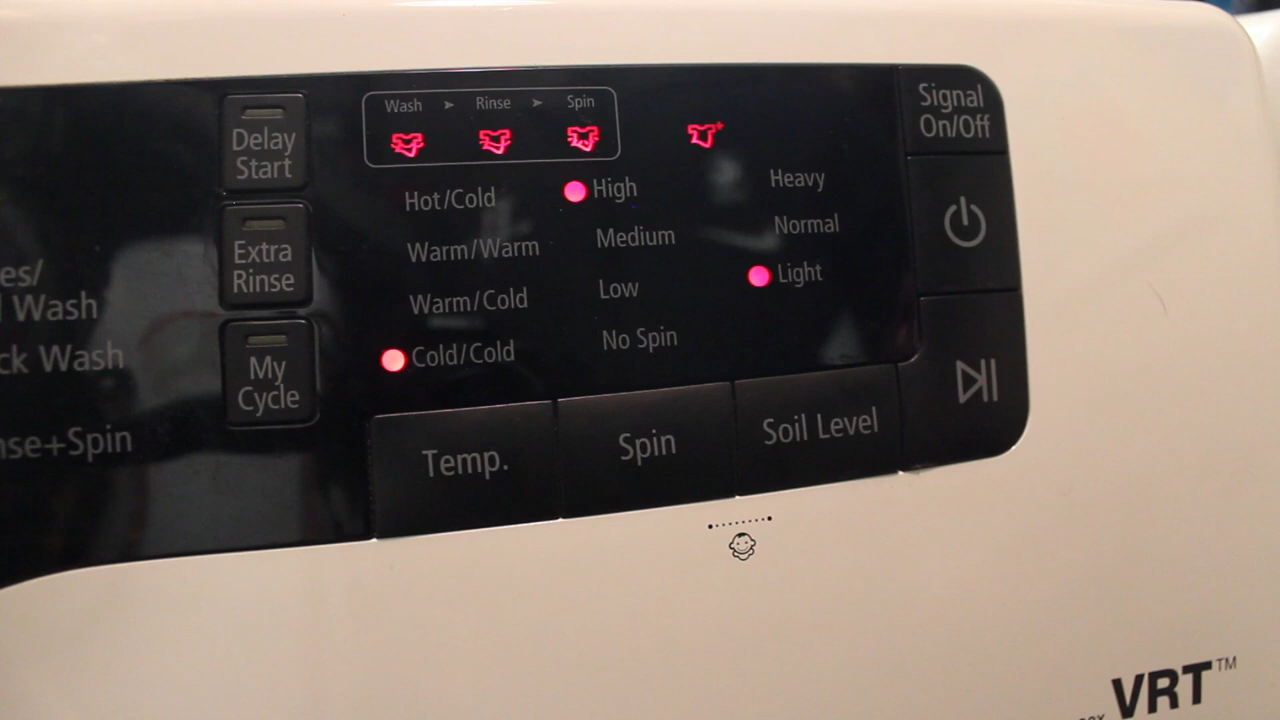 es/
Wash
ck Wash
nse+Spin
Delay
Start
Extra
Rinse
My
Cycle
Wash ► Rinse ► Spin
Hot/Cold
Warm/Warm
Warm/Cold
Cold/Cold
High
Medium
Low
No Spin
Heavy
Normal
Light
Temp.
Spin
Soil Level
Signal
On/Off
VRT™